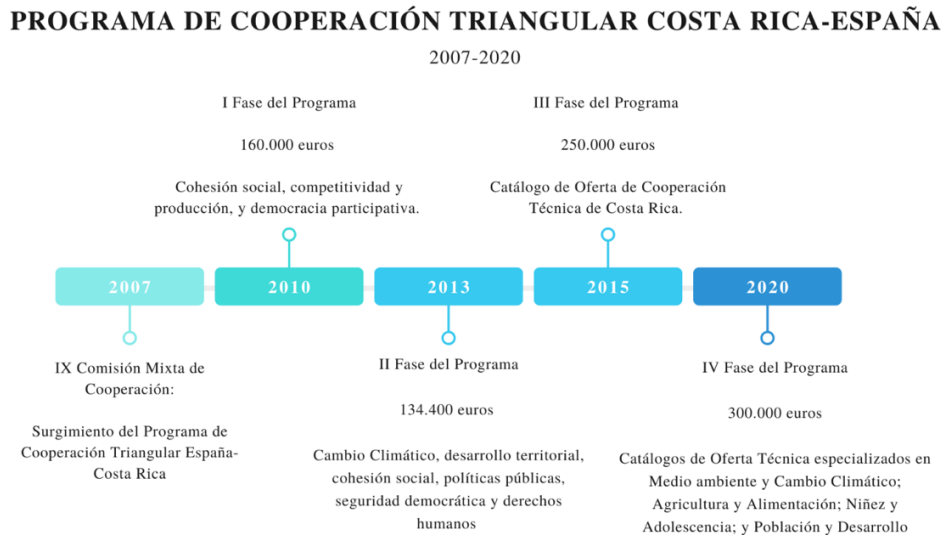 PROGRAMA DE COOPERACIÓN TRIANGULAR COSTA RICA-ESPAÑA
2007-2020
I Fase del Programa
160.000 euros
Cohesión social, competitividad y
producción, y democracia participativa.
III Fase del Programa
250.000 euros
Catálogo de Oferta de Cooperación
Técnica de Costa Rica.
2007
2010
2013
2015
2020
IX Comisión Mixta de
Cooperación:
Surgimiento del Programa de
Cooperación Triangular España-
Costa Rica
II Fase del Programa
134.400 euros
Cambio Climático, desarrollo territorial,
cohesión social, políticas públicas,
seguridad democrática y derechos
humanos
IV Fase del Programa
300.000 euros
Catálogos de Oferta Técnica especializados en
Medio ambiente y Cambio Climático;
Agricultura y Alimentación; Niñez y
Adolescencia; y Población y Desarrollo